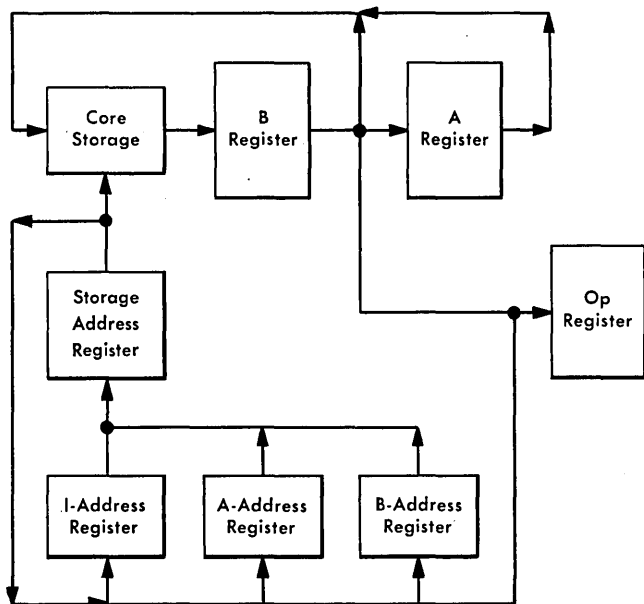 Core
Storage
B
Register
A
Register
Storage
Address
Register
Op
Register
I-Address
Register
A-Address
Register
B-Address
Register